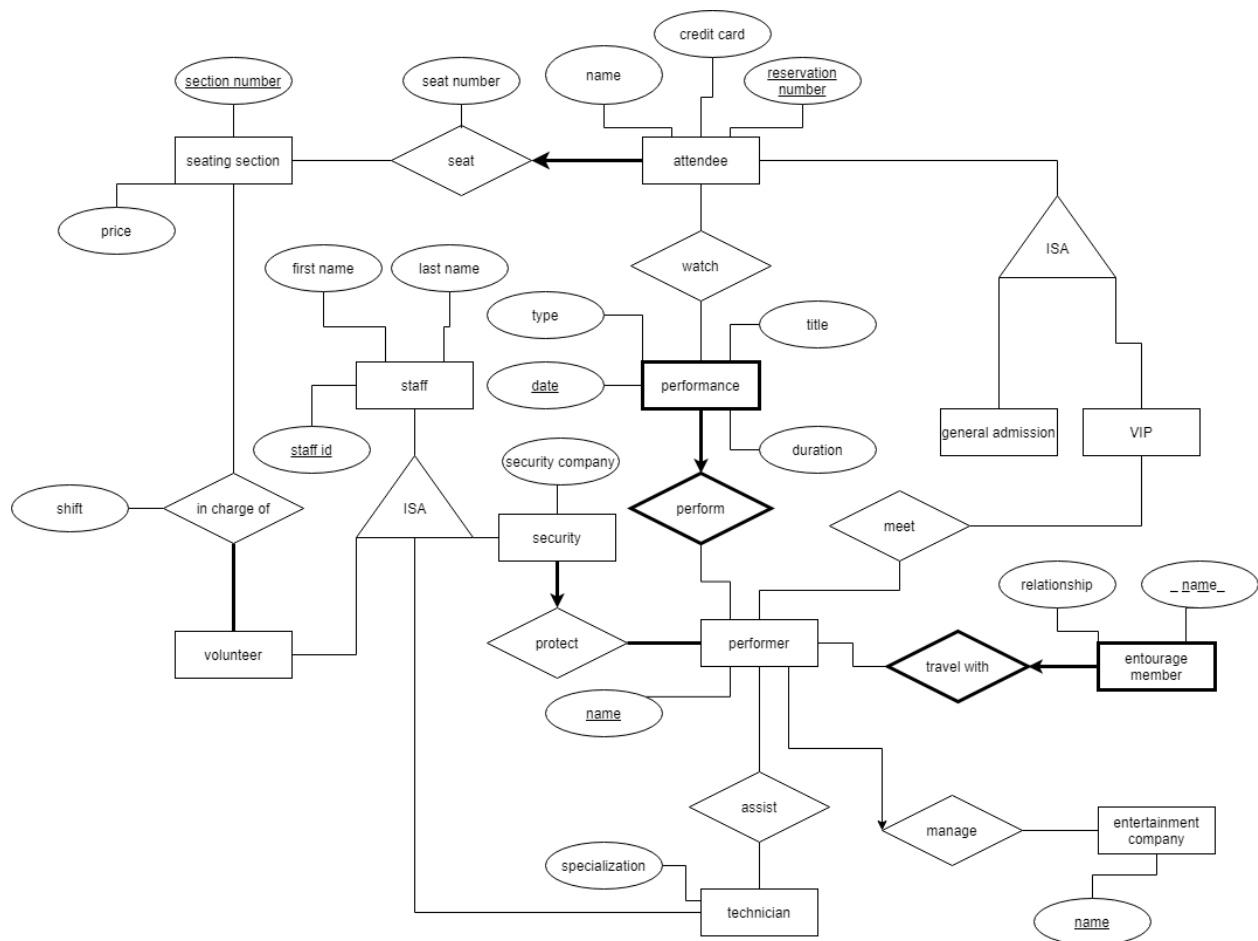 credit card
section number
seat number
name
reservation
number
seating section
seat
attendee
price
watch
ISA
first name
last name
type
title
staff
date
performance
general admission
VIP
staff id
duration
security company
shift
in charge of
ISA
perform
meet
security
relationship
_ name_
volunteer
protect
performer
travel with
entourage
member
name
assist
manage
entertainment
company
specialization
technician
name